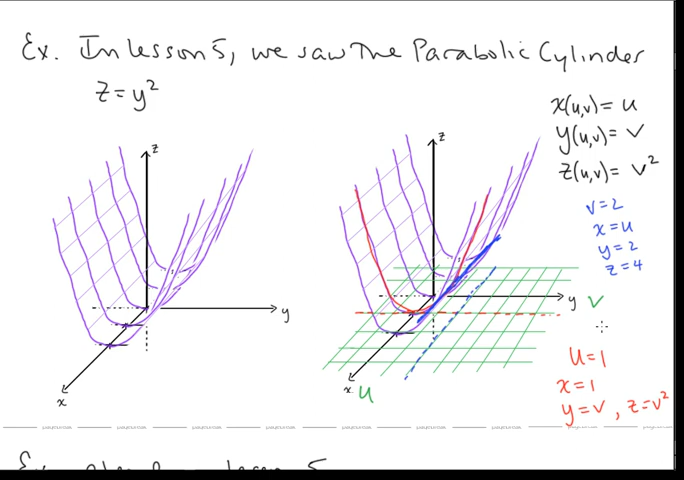 Ex. In lesson 5, we saw the Parabolic Cylinder
z = y²
x(u,v) = u
y(u,v) = v
z(u,v) = v²
v = 2
x = u
y = 2
z = 4
z
y
x
z
y
v
x
u
u = 1
x = 1
y = v, z = v²